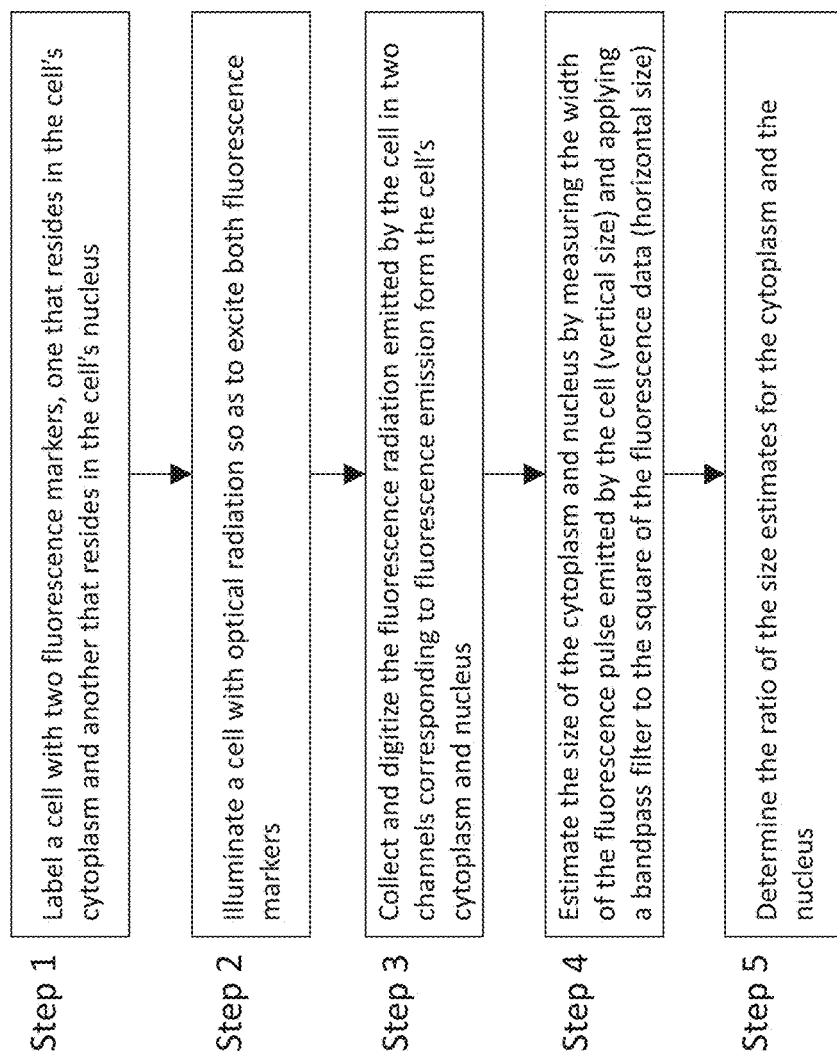 Step 1
Label a cell with two fluorescence markers, one that resides in the cell's
cytoplasm and another that resides in the cell's nucleus
Step 2
Illuminate a cell with optical radiation so as to excite both fluorescence
markers
Step 3
Collect and digitize the fluorescence radiation emitted by the cell in two
channels corresponding to fluorescence emission form the cell's
cytoplasm and nucleus
Step 4
Estimate the size of the cytoplasm and nucleus by measuring the width
of the fluorescence pulse emitted by the cell (vertical size) and applying
a bandpass filter to the square of the fluorescence data (horizontal size)
Step 5
Determine the ratio of the size estimates for the cytoplasm and the
nucleus